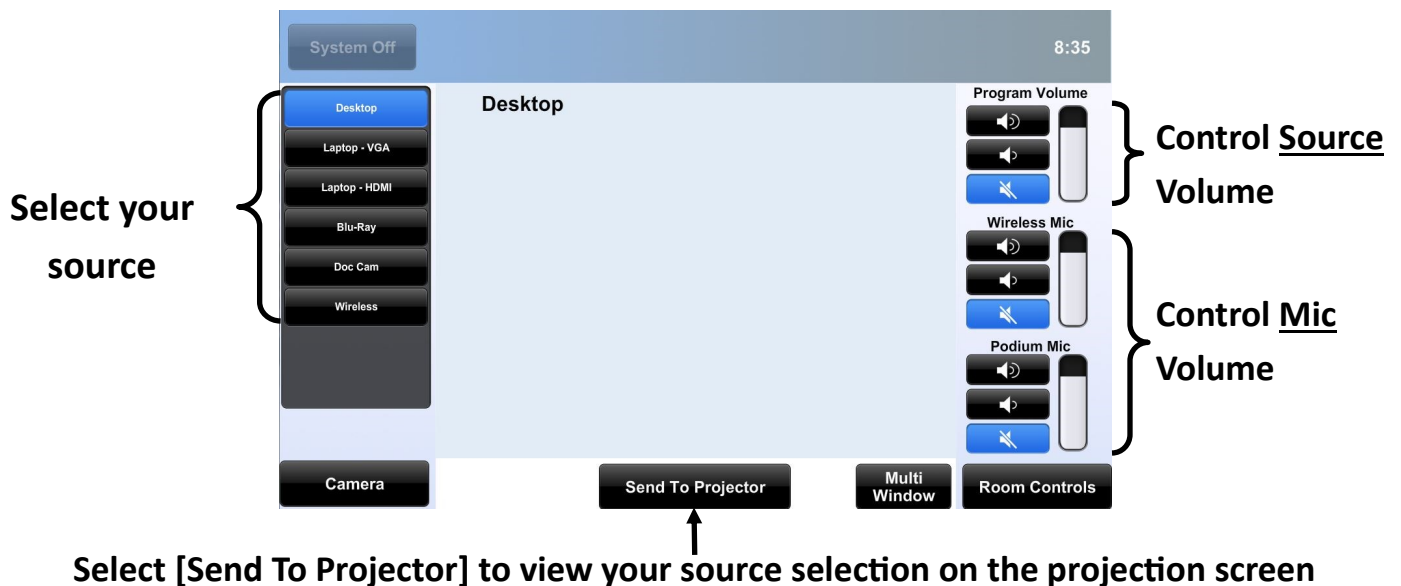 System Off
8:35
Select your
source
Desktop
Laptop - VGA
Laptop - HDMI
Blu-Ray
Doc Cam
Wireless
Desktop
Program Volume
Wireless Mic
Podium Mic
Control Source
Volume
Control Mic
Volume
Camera
Send To Projector
Multi
Window
Room Controls
Select [Send To Projector] to view your source selection on the projection screen